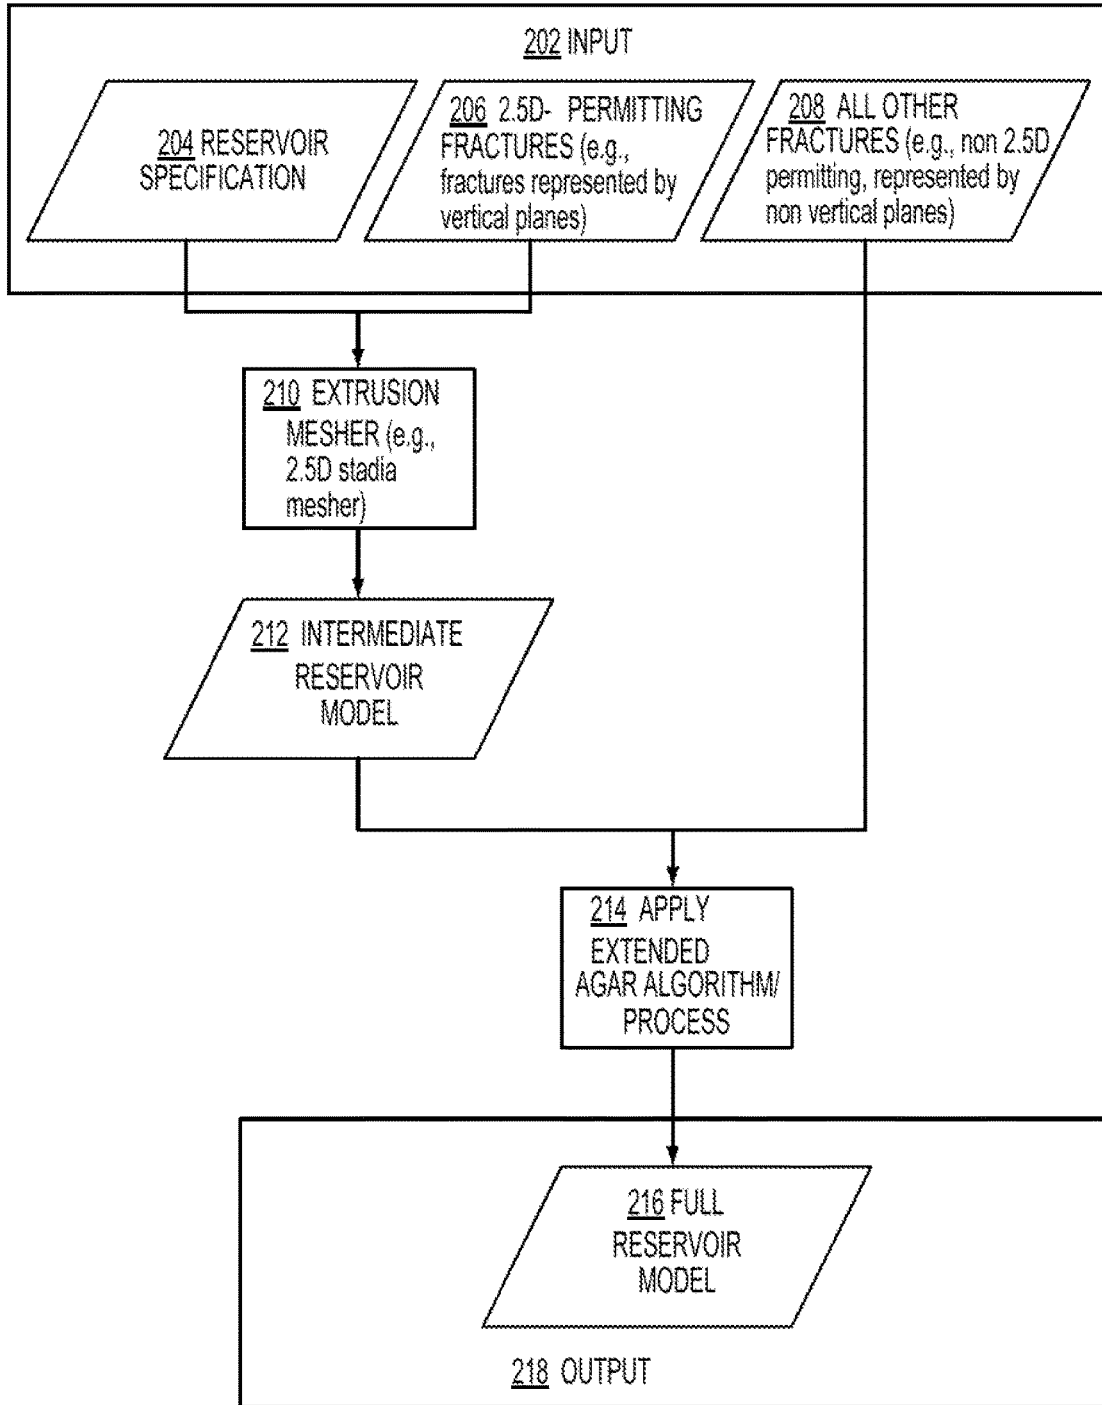 202 INPUT
204 RESERVOIR
SPECIFICATION
206 2.5D- PERMITTING
FRACTURES (e.g.,
fractures represented by
vertical planes)
208 ALL OTHER
FRACTURES (e.g., non 2.5D
permitting, represented by
non vertical planes)
210 EXTRUSION
MESHER (e.g.,
2.5D stadia
mesher)
212 INTERMEDIATE
RESERVOIR
MODEL
214 APPLY
EXTENDED
AGAR ALGORITHM/
PROCESS
216 FULL
RESERVOIR
MODEL
218 OUTPUT